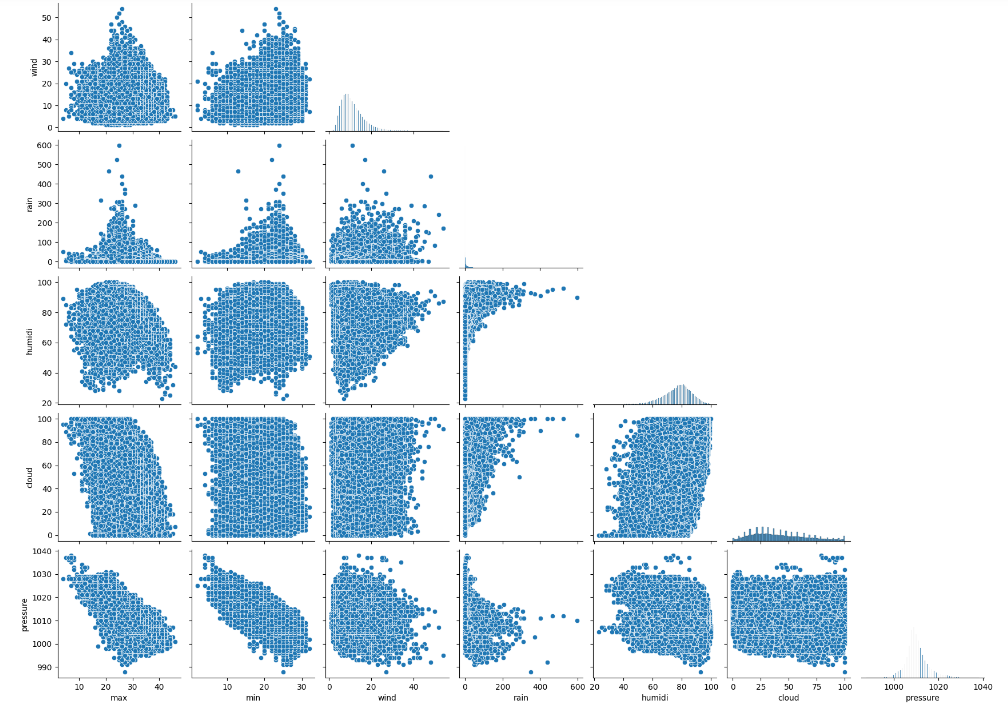 50
40
30
20
10
0
wind
600
500
400
300
200
100
0
rain
100
80
60
40
20
humidi
100
80
60
40
20
0
cloud
1040
1030
1020
1010
1000
990
pressure
10 20 30 40
10 20 30
0 20 40
0 200 400 600
20 40 60 80 100
0 25 50 75 100
1000 1020 1040
max min wind rain humidi cloud pressure